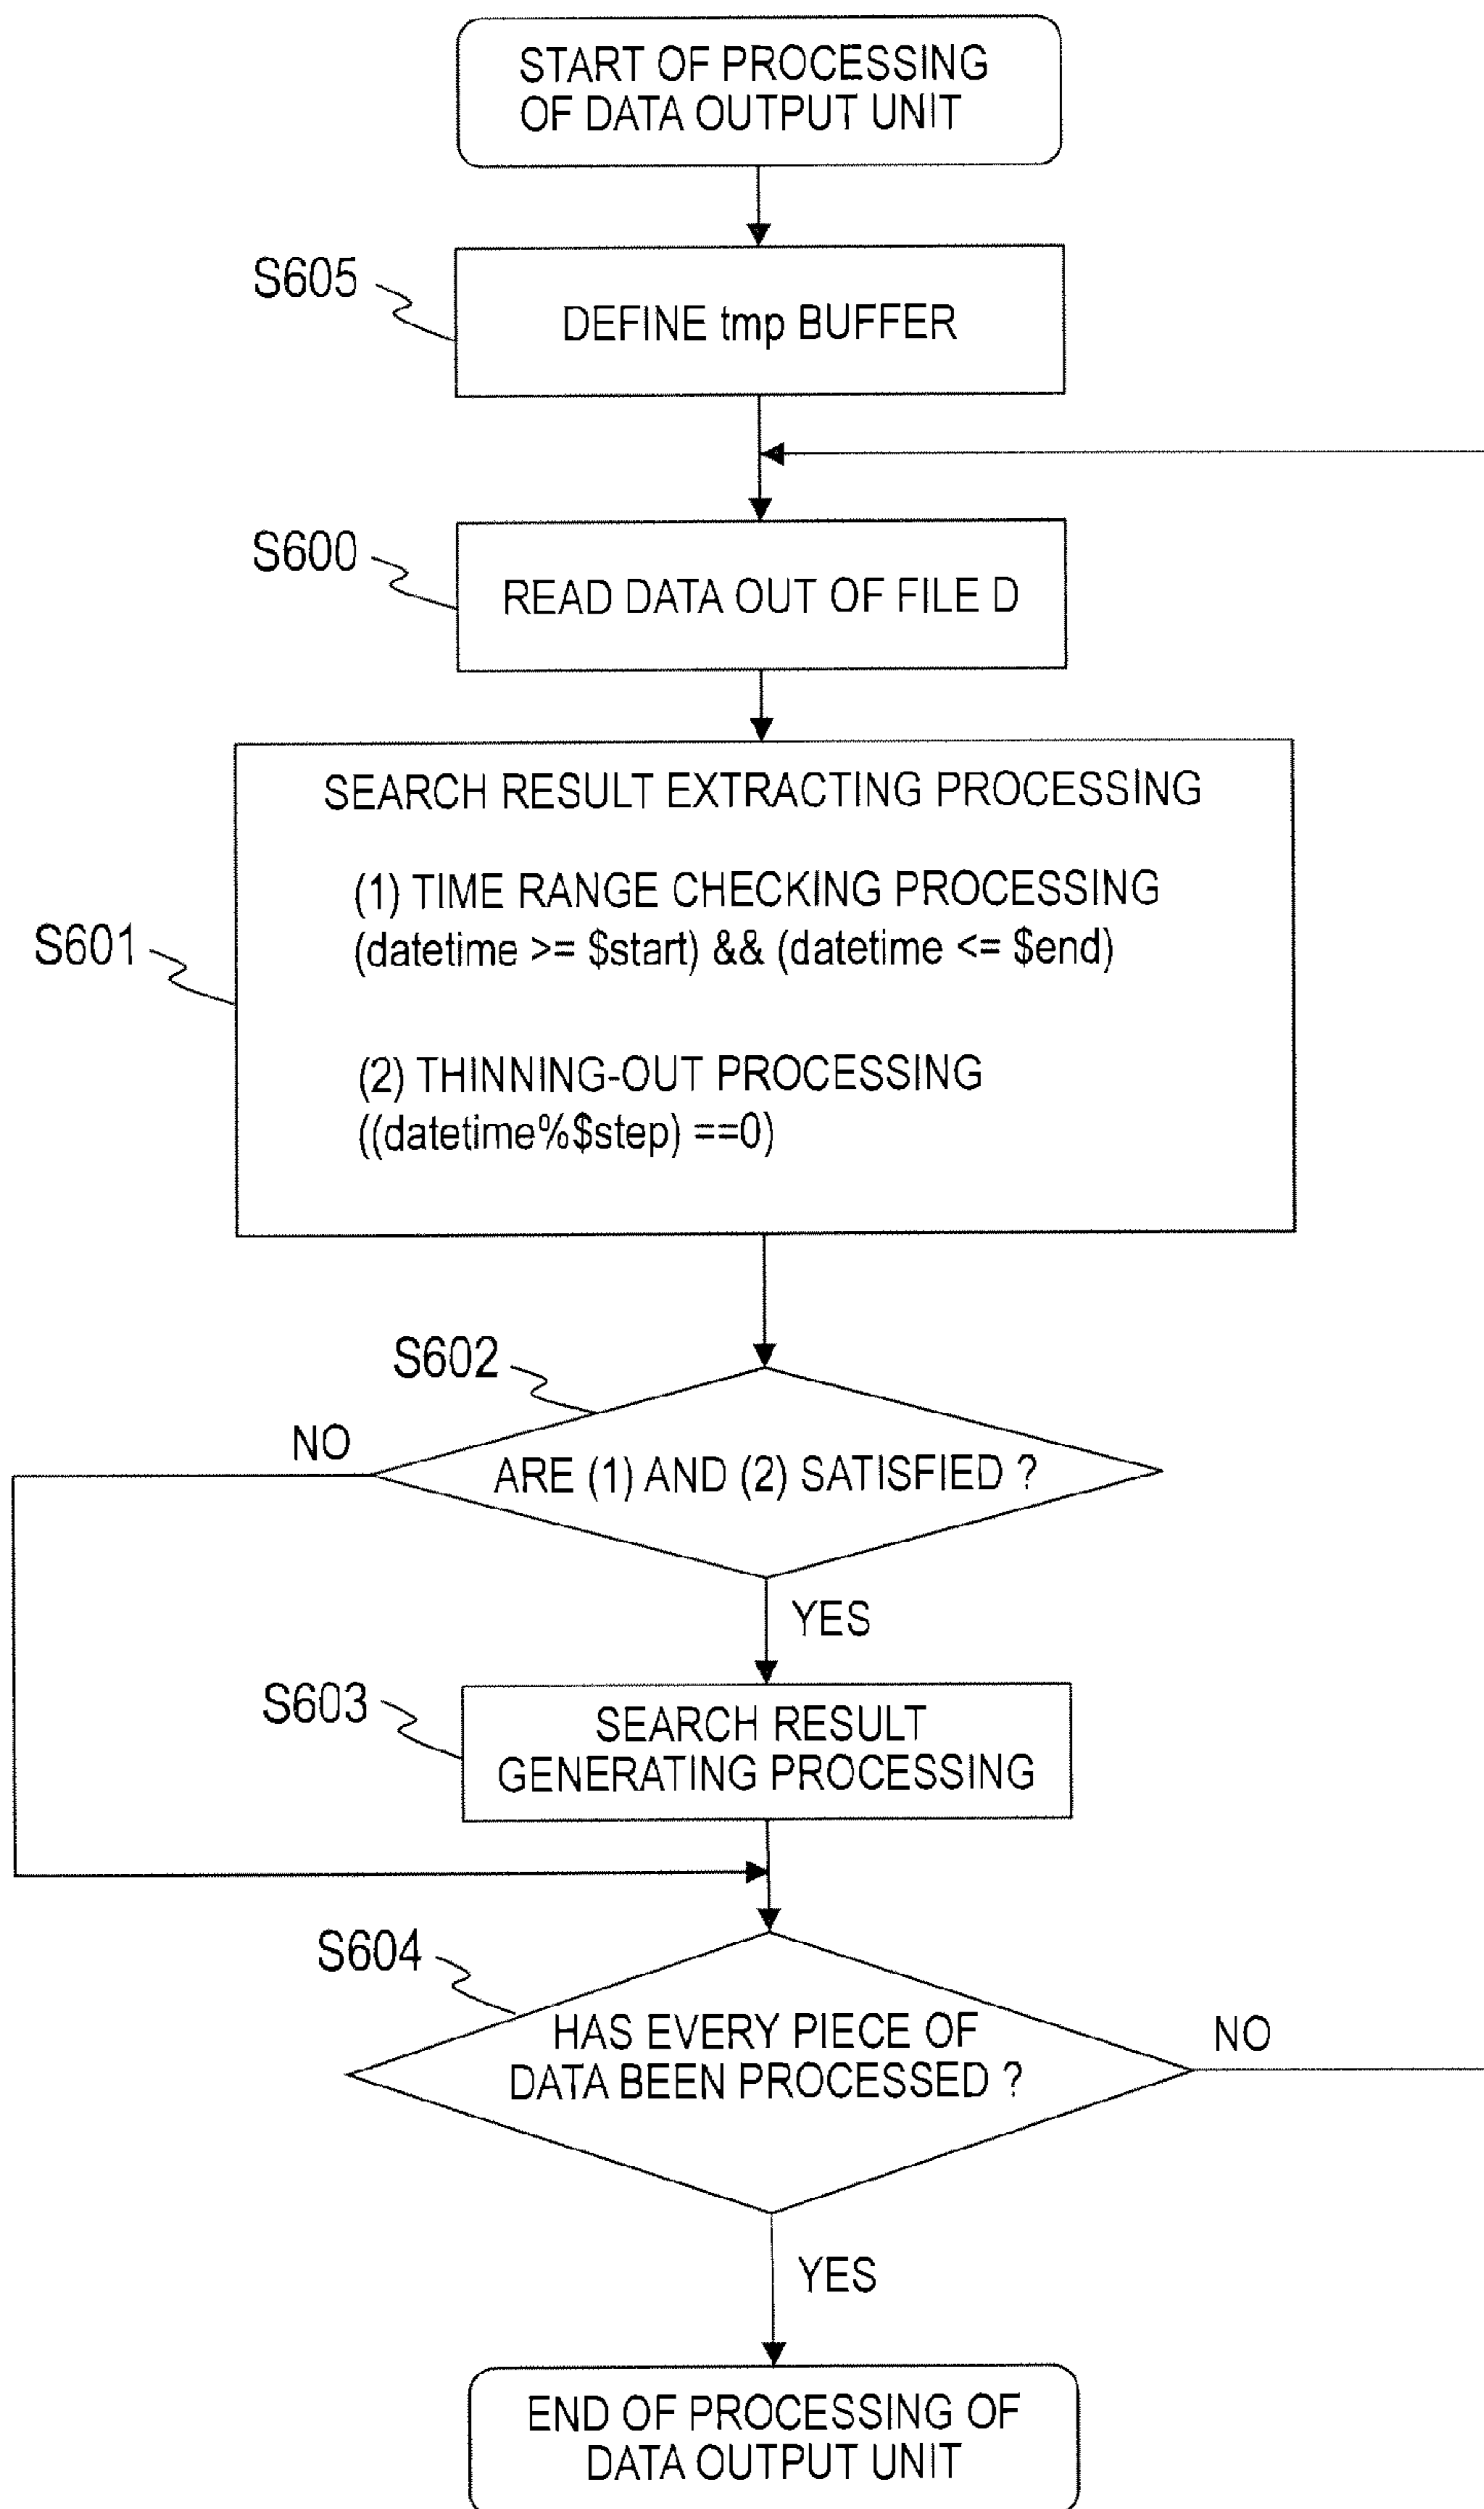 START OF PROCESSING
OF DATA OUTPUT UNIT
S605
DEFINE tmp BUFFER
S600
READ DATA OUT OF FILE D
SEARCH RESULT EXTRACTING PROCESSING
(1) TIME RANGE CHECKING PROCESSING
(datetime >= $start) && (datetime <= $end)
S601
(2) THINNING-OUT PROCESSING
((datetime%$step) ==0)
S602
NO
ARE (1) AND (2) SATISFIED ?
YES
S603
SEARCH RESULT
GENERATING PROCESSING
S604
HAS EVERY PIECE OF
DATA BEEN PROCESSED ?
NO
YES
END OF PROCESSING OF
DATA OUTPUT UNIT